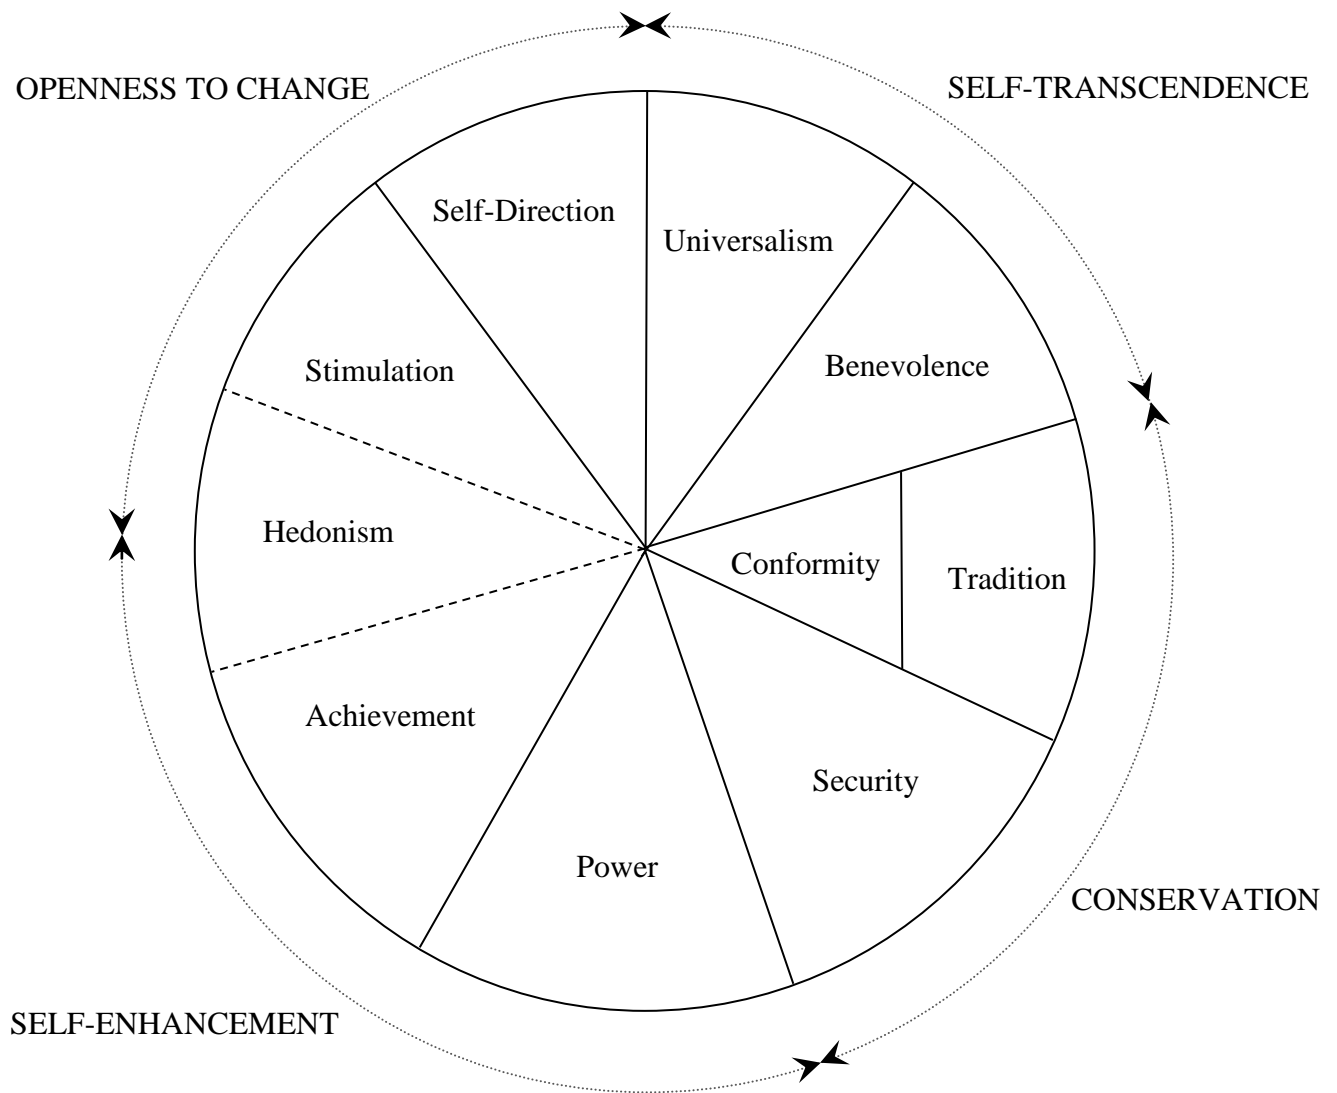 OPENNESS TO CHANGE
SELF-TRANSCENDENCE
Self-Direction
Universalism
Benevolence
Stimulation
Hedonism
Conformity
Tradition
Achievement
Security
Power
CONSERVATION
SELF-ENHANCEMENT